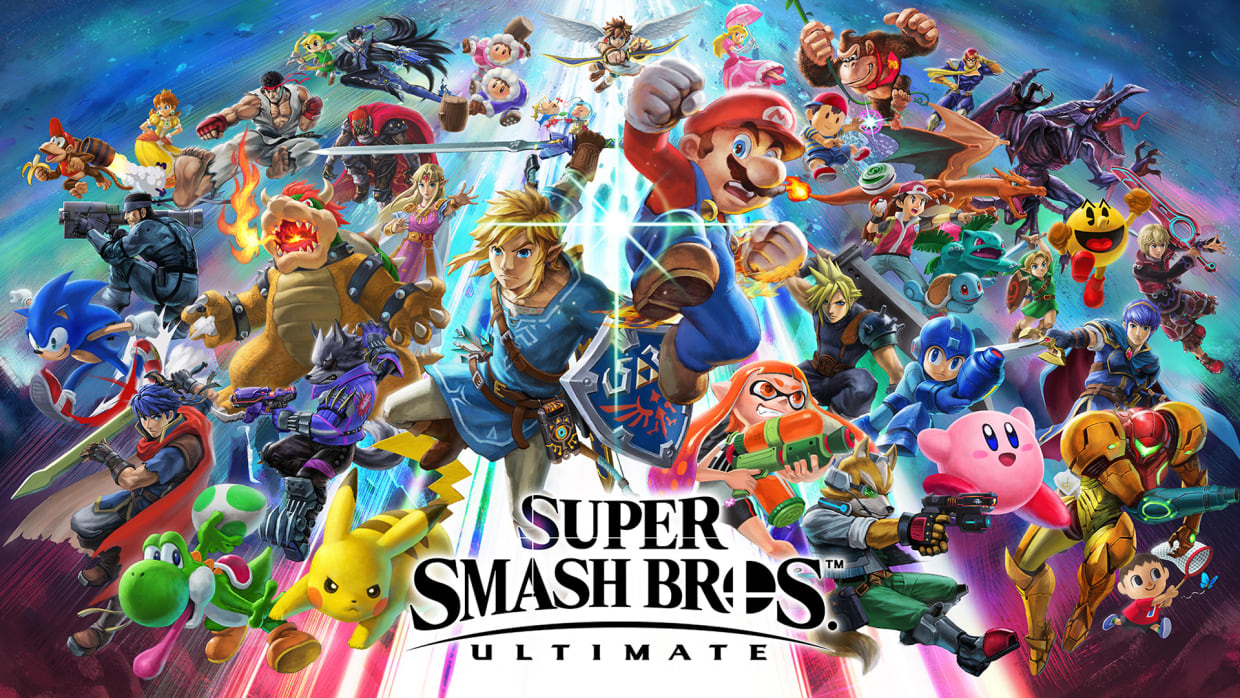 SUPER
SMASH BROS.™
ULTIMATE
M